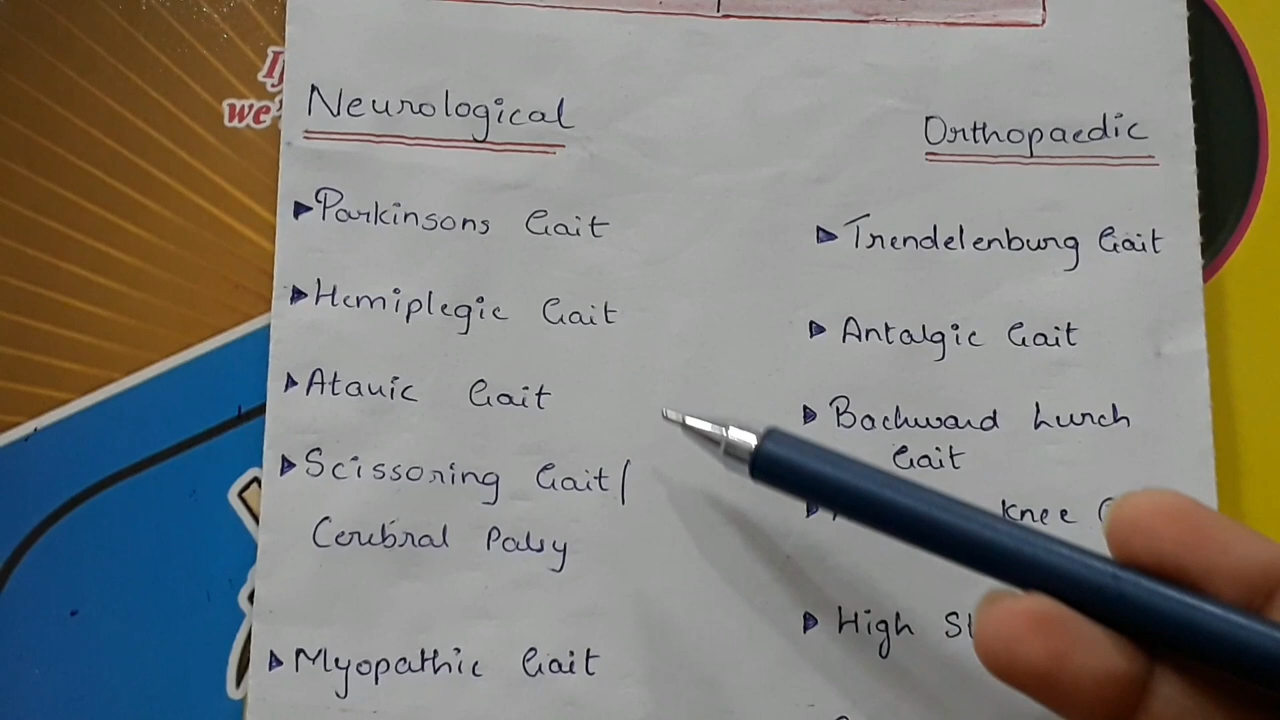 we'
Neurological
▸Parkinsons Gait
▸Hemiplegic Gait
▸Ataxic Gait
▸Scissoring Gait/
Cerebral Palsy
▸Myopathic Gait
Orthopaedic
▸Trendelenburg Gait
▸Antalgic Gait
▸Backward Lurch
Gait
▸ Knee
▸High